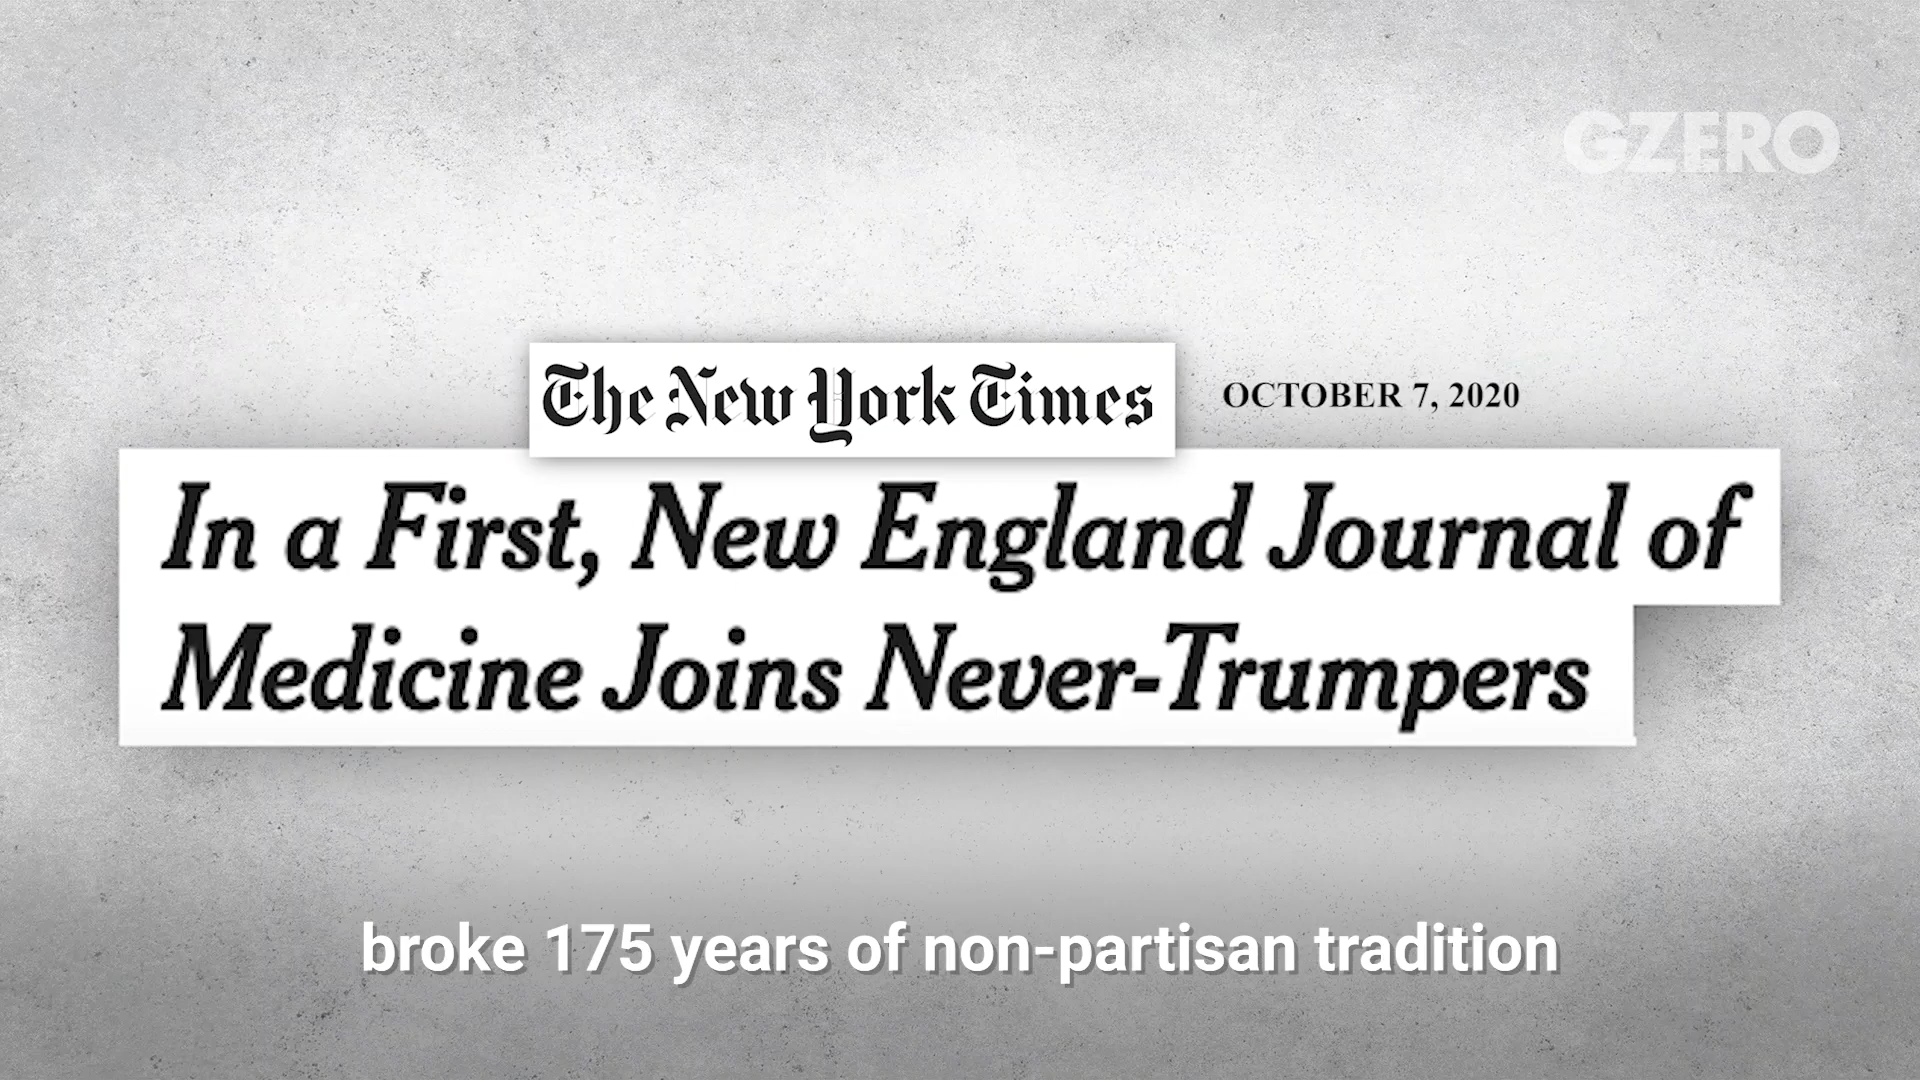 GZERO
The New York Times
OCTOBER 7, 2020
In a First, New England Journal of
Medicine Joins Never-Trumpers
broke 175 years of non-partisan tradition